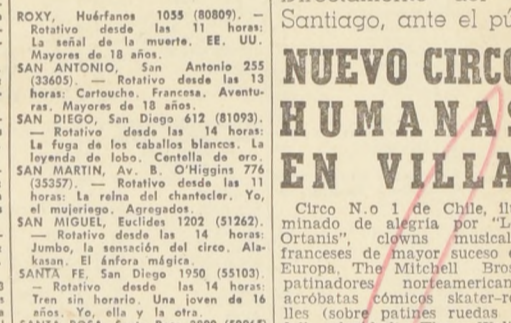 ROXY, Huérfanos 1055 (80809). —
Rotativo desde las 11 horas:
La señal de la muerte. EE. UU.
Mayores de 18 años.
SAN ANTONIO, San Antonio 255
(33605). — Rotativo desde las 13
horas: Cartouche. Francesa. Aventu-
ras. Mayores de 18 años.
SAN DIEGO, San Diego 612 (81093).
— Rotativo desde las 14 horas:
La fuga de los caballos blancos. La
leyenda de lobo. Centella de oro.
SAN MARTIN, Av. B. O'Higgins 776
(35357). — Rotativo desde las 11
horas: La reina del chantecler. Yo,
el mujeriego. Agregados.
SAN MIGUEL, Euclides 1202 (51262).
— Rotativo desde las 14 horas:
Jumbo, la sensación del circo. Ala-
kasan. El ánfora mágica.
SANTA FE, San Diego 1950 (55103).
— Rotativo desde las 14 horas:
Tren sin horario. Una joven de 16
años. Yo, ella y la otra.
Santiago, ante el pú
NUEVO CIRCO
HUMANAS
EN VILLA
Circo N.o 1 de Chile, il
minado de alegría por "L
Ortanis", clowns musical
franceses de mayor suceso
Europa, The Mitchell Bros
patinadores norteamerican
acróbatas cómicos skater-r
lles (sobre patines ruedas